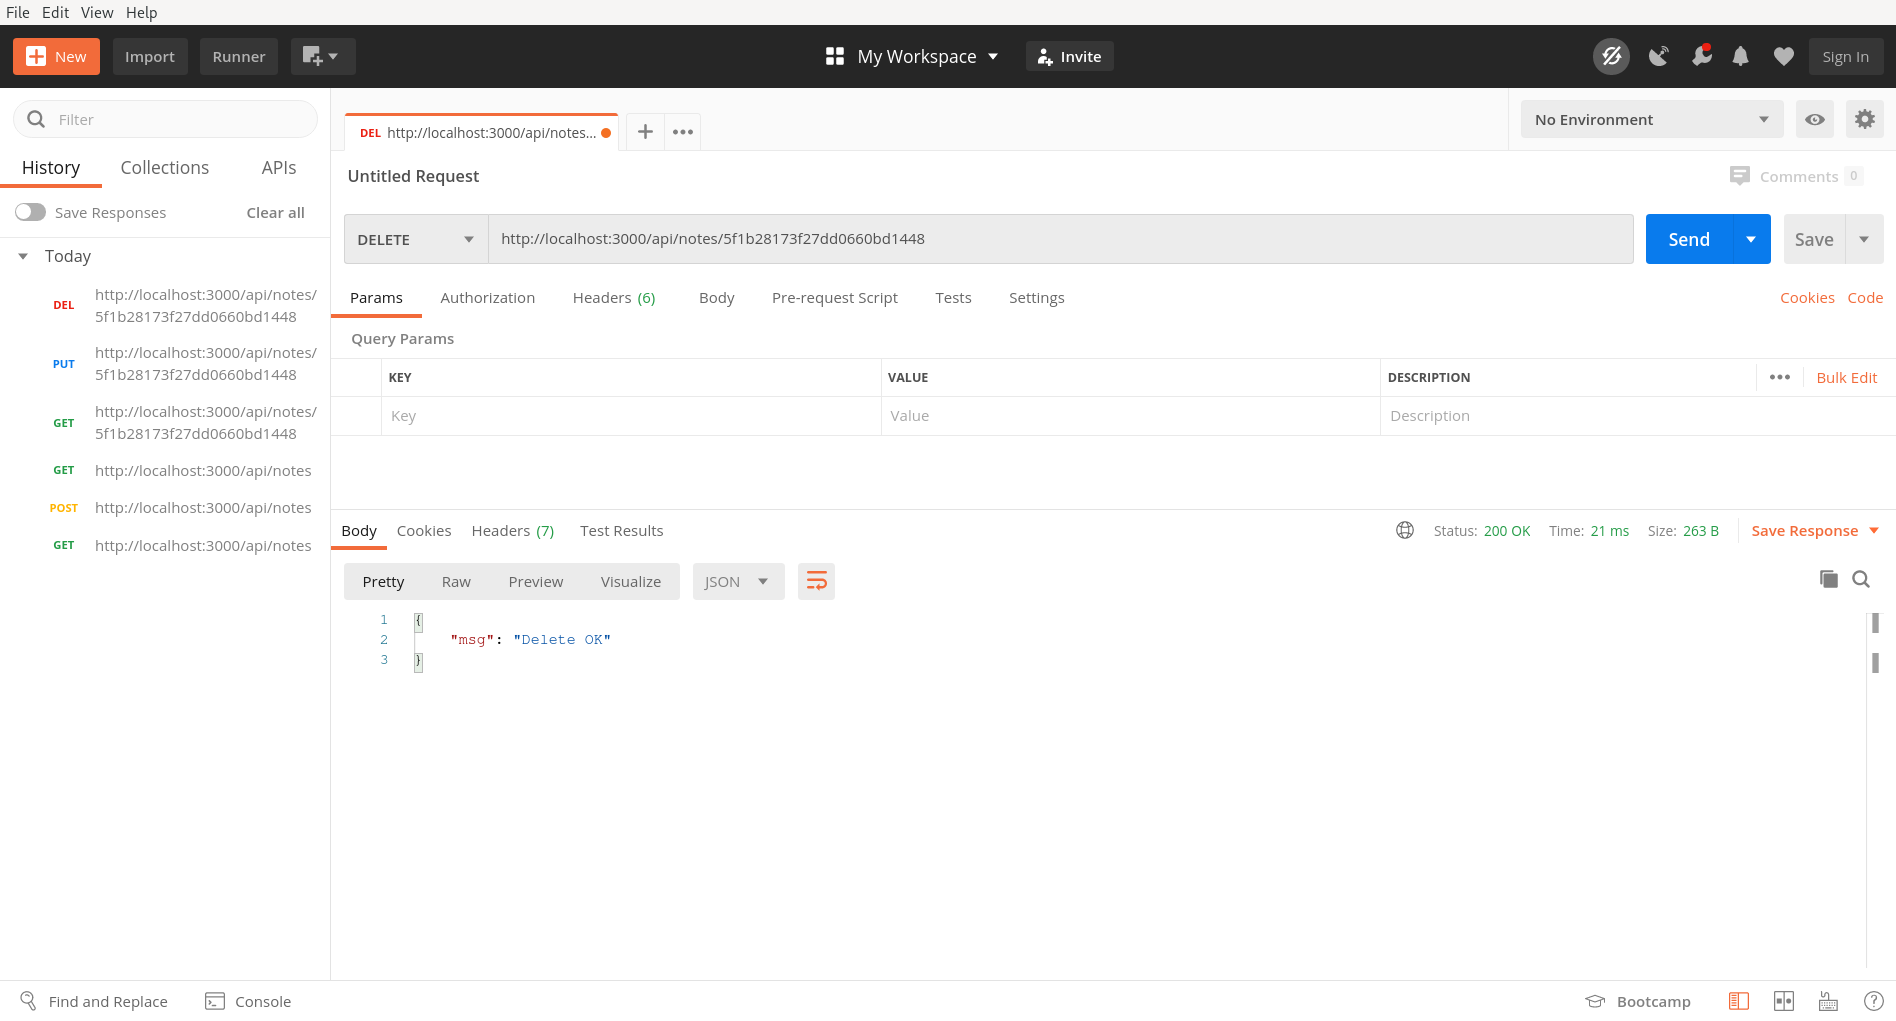 File Edit View Help
New Import Runner My Workspace Invite Sign In
Filter
History Collections APIs
Save Responses Clear all
Today
DEL http://localhost:3000/api/notes/
5f1b28173f27dd0660bd1448
PUT http://localhost:3000/api/notes/
5f1b28173f27dd0660bd1448
GET http://localhost:3000/api/notes/
5f1b28173f27dd0660bd1448
GET http://localhost:3000/api/notes
POST http://localhost:3000/api/notes
GET http://localhost:3000/api/notes
DEL http://localhost:3000/api/notes...
No Environment
Untitled Request
Comments 0
DELETE http://localhost:3000/api/notes/5f1b28173f27dd0660bd1448
Send Save
Params Authorization Headers (6) Body Pre-request Script Tests Settings Cookies Code
Query Params
KEY VALUE DESCRIPTION Bulk Edit
Key Value Description
Body Cookies Headers (7) Test Results Status: 200 OK Time: 21 ms Size: 263 B Save Response
Pretty Raw Preview Visualize JSON
1 {
2 "msg": "Delete OK"
3 }
Find and Replace Console Bootcamp